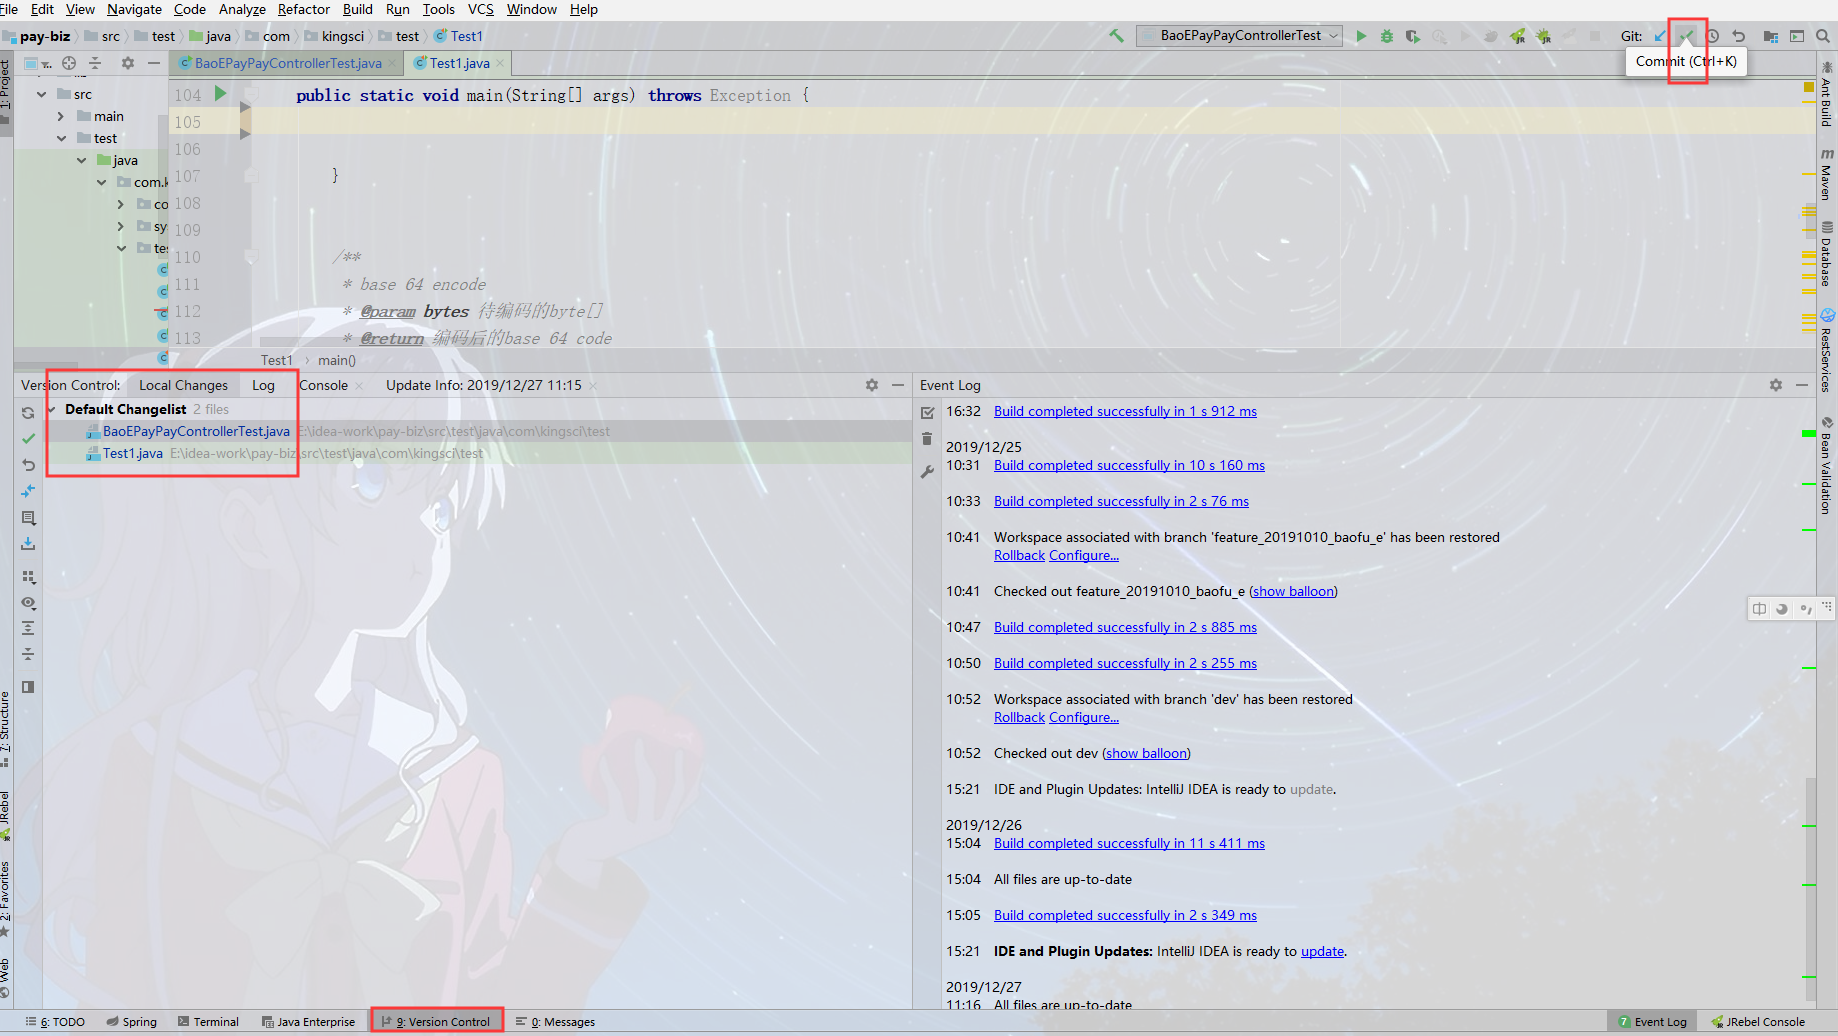 File Edit View Navigate Code Analyze Refactor Build Run Tools VCS Window Help
pay-biz src test java com kingsci test Test1
BaoEPayPayControllerTest Git:
Commit (Ctrl+K)
1: Project
src
main
test
java
com.k
co
sy
te
BaoEPayPayControllerTest.java Test1.java
104 public static void main(String[] args) throws Exception {
105
106
107 }
108
109
110 /**
111 * base 64 encode
112 * @param bytes 待编码的byte[]
113 * @return 编码后的base 64 code
Test1 main()
Ant Build
Maven
Database
RestServices
Bean Validation
Version Control: Local Changes Log Console Update Info: 2019/12/27 11:15
Default Changelist 2 files
BaoEPayPayControllerTest.java E:\idea-work\pay-biz\src\test\java\com\kingsci\test
Test1.java E:\idea-work\pay-biz\src\test\java\com\kingsci\test
Event Log
16:32 Build completed successfully in 1 s 912 ms
2019/12/25
10:31 Build completed successfully in 10 s 160 ms
10:33 Build completed successfully in 2 s 76 ms
10:41 Workspace associated with branch 'feature_20191010_baofu_e' has been restored
Rollback Configure...
10:41 Checked out feature_20191010_baofu_e (show balloon)
10:47 Build completed successfully in 2 s 885 ms
10:50 Build completed successfully in 2 s 255 ms
10:52 Workspace associated with branch 'dev' has been restored
Rollback Configure...
10:52 Checked out dev (show balloon)
15:21 IDE and Plugin Updates: IntelliJ IDEA is ready to update.
2019/12/26
15:04 Build completed successfully in 11 s 411 ms
15:04 All files are up-to-date
15:05 Build completed successfully in 2 s 349 ms
15:21 IDE and Plugin Updates: IntelliJ IDEA is ready to update.
2019/12/27
11:16 All files are up-to-date
7: Structure
JRebel
2: Favorites
Web
6: TODO Spring Terminal Java Enterprise 9: Version Control 0: Messages 7 Event Log JRebel Console